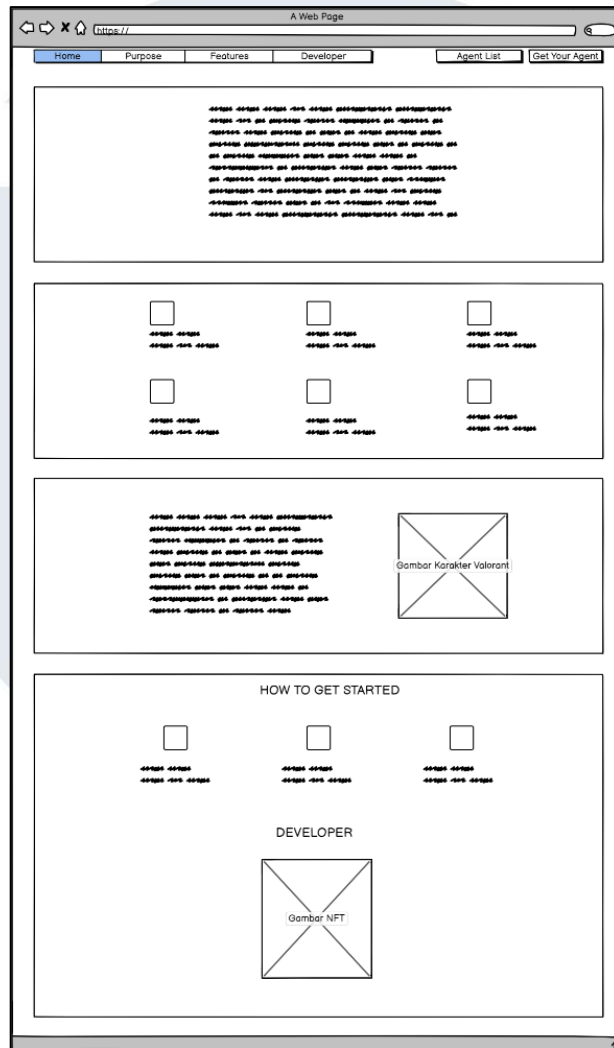 A Web Page
https://
Home Purpose Features Developer Agent List Get Your Agent
Gambar Karakter Valorant
HOW TO GET STARTED
DEVELOPER
Gambar NFT